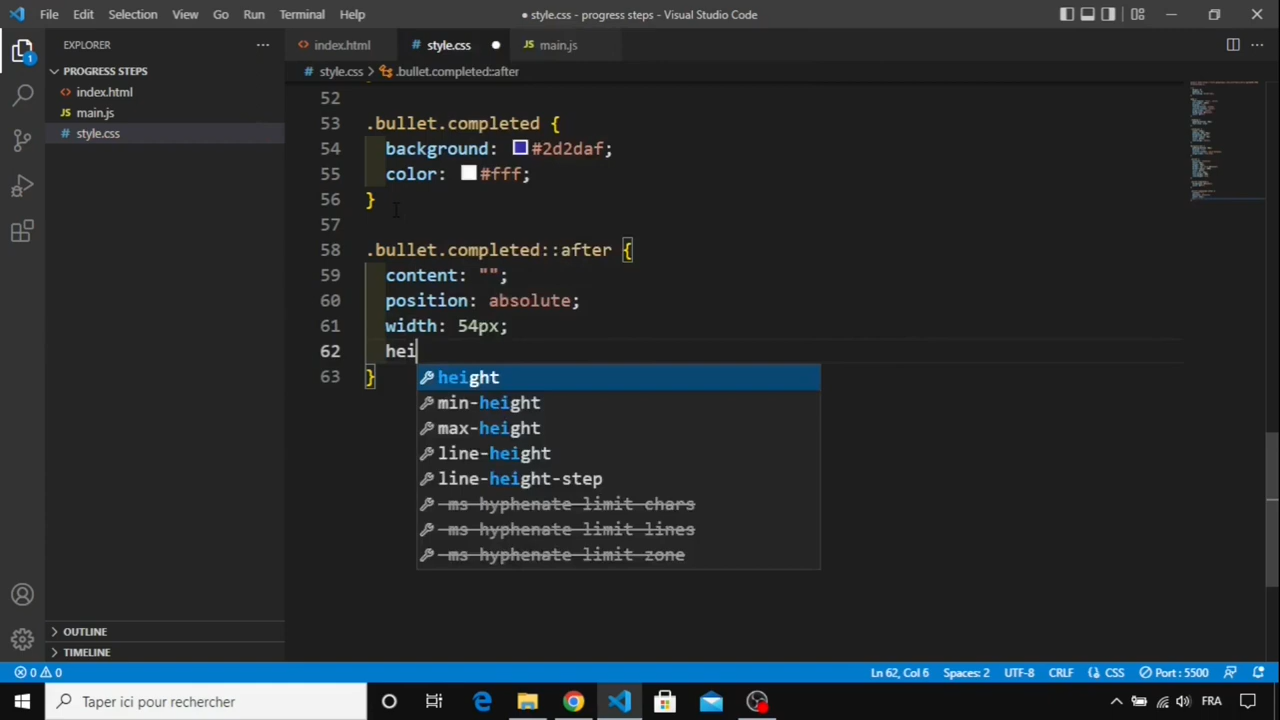 File Edit Selection View Go Run Terminal Help
● style.css - progress steps - Visual Studio Code
EXPLORER
PROGRESS STEPS
index.html
main.js
style.css
OUTLINE
TIMELINE
index.html
style.css
main.js
style.css > .bullet.completed::after
52
53 .bullet.completed {
54 background: #2d2daf;
55 color: #fff;
56 }
57
58 .bullet.completed::after {
59 content: "";
60 position: absolute;
61 width: 54px;
62 hei
63 }
height
min-height
max-height
line-height
line-height-step
-ms-hyphenate-limit-chars
-ms-hyphenate-limit-lines
-ms-hyphenate-limit-zone
1
0 0
Ln 62, Col 6 Spaces: 2 UTF-8 CRLF CSS Port : 5500
Taper ici pour rechercher
FRA